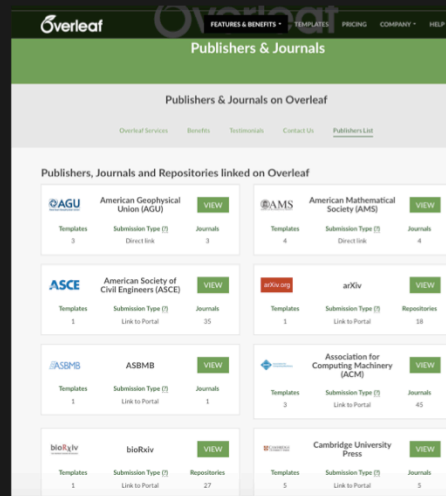 Overleaf
FEATURES & BENEFITS TEMPLATES PRICING COMPANY HELP
Overleaf
Publishers & Journals
Publishers & Journals on Overleaf
Overleaf Services Benefits Testimonials Contact Us Publishers List
Publishers, Journals and Repositories linked on Overleaf
AGU
American Geophysical
Union (AGU)
VIEW
Templates Submission Type [?] Journals
3 Direct link 3
AMS
American Mathematical
Society (AMS)
VIEW
Templates Submission Type [?] Journals
4 Direct link 4
ASCE
American Society of
Civil Engineers (ASCE)
VIEW
Templates Submission Type [?] Journals
1 Link to Portal 35
arXiv.org
arXiv
VIEW
Templates Submission Type [?] Repositories
1 Link to Portal 18
ASBMB
ASBMB
VIEW
Templates Submission Type [?] Journals
1 Link to Portal 1
Association for
Computing Machinery
(ACM)
VIEW
Templates Submission Type [?] Journals
3 Link to Portal 45
bioRxiv
bioRxiv
VIEW
Templates Submission Type [?] Repositories
1 Link to Portal 27
Cambridge University
Press
VIEW
Templates Submission Type [?] Journals
5 Link to Portal 5